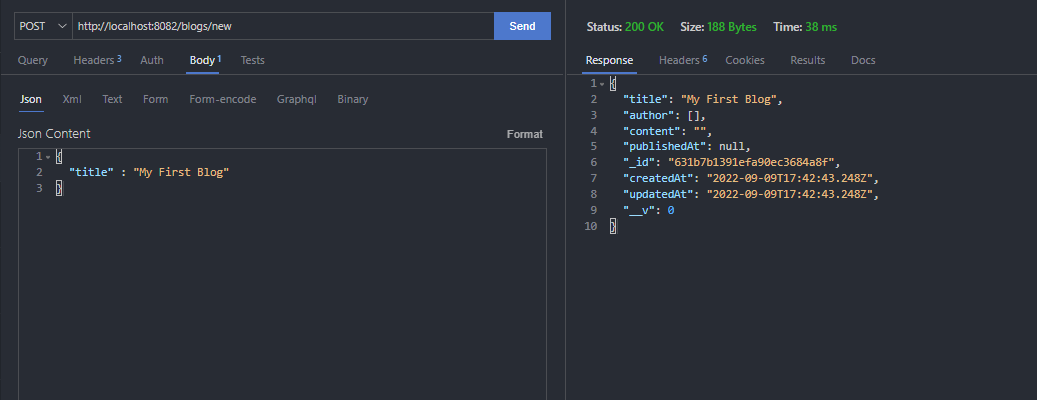 POST http://localhost:8082/blogs/new Send
Query Headers 3 Auth Body 1 Tests
Json Xml Text Form Form-encode Graphql Binary
Json Content Format
1 {
2 "title" : "My First Blog"
3 }
Status: 200 OK Size: 188 Bytes Time: 38 ms
Response Headers 6 Cookies Results Docs
1 {
2 "title": "My First Blog",
3 "author": [],
4 "content": "",
5 "publishedAt": null,
6 "_id": "631b7b1391efa90ec3684a8f",
7 "createdAt": "2022-09-09T17:42:43.248Z",
8 "updatedAt": "2022-09-09T17:42:43.248Z",
9 "__v": 0
10 }